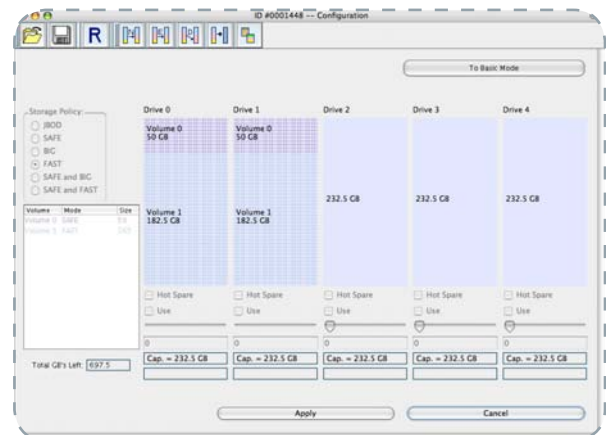 ID #0001448 -- Configuration
R
To Basic Mode
Storage Policy:
JBOD
SAFE
BIG
FAST
SAFE and BIG
SAFE and FAST
Drive 0
Drive 1
Drive 2
Drive 3
Drive 4
Volume 0
50 GB
Volume 0
50 GB
Volume 1
182.5 GB
Volume 1
182.5 GB
232.5 GB
232.5 GB
232.5 GB
Volume Mode Size
Volume 0 SAFE
FAST
Hot Spare
Hot Spare
Hot Spare
Hot Spare
Hot Spare
Use
Use
Use
Use
Use
0
0
0
0
0
Total GB's Left: 697.5
Cap. = 232.5 GB
Cap. = 232.5 GB
Cap. = 232.5 GB
Cap. = 232.5 GB
Cap. = 232.5 GB
Apply
Cancel